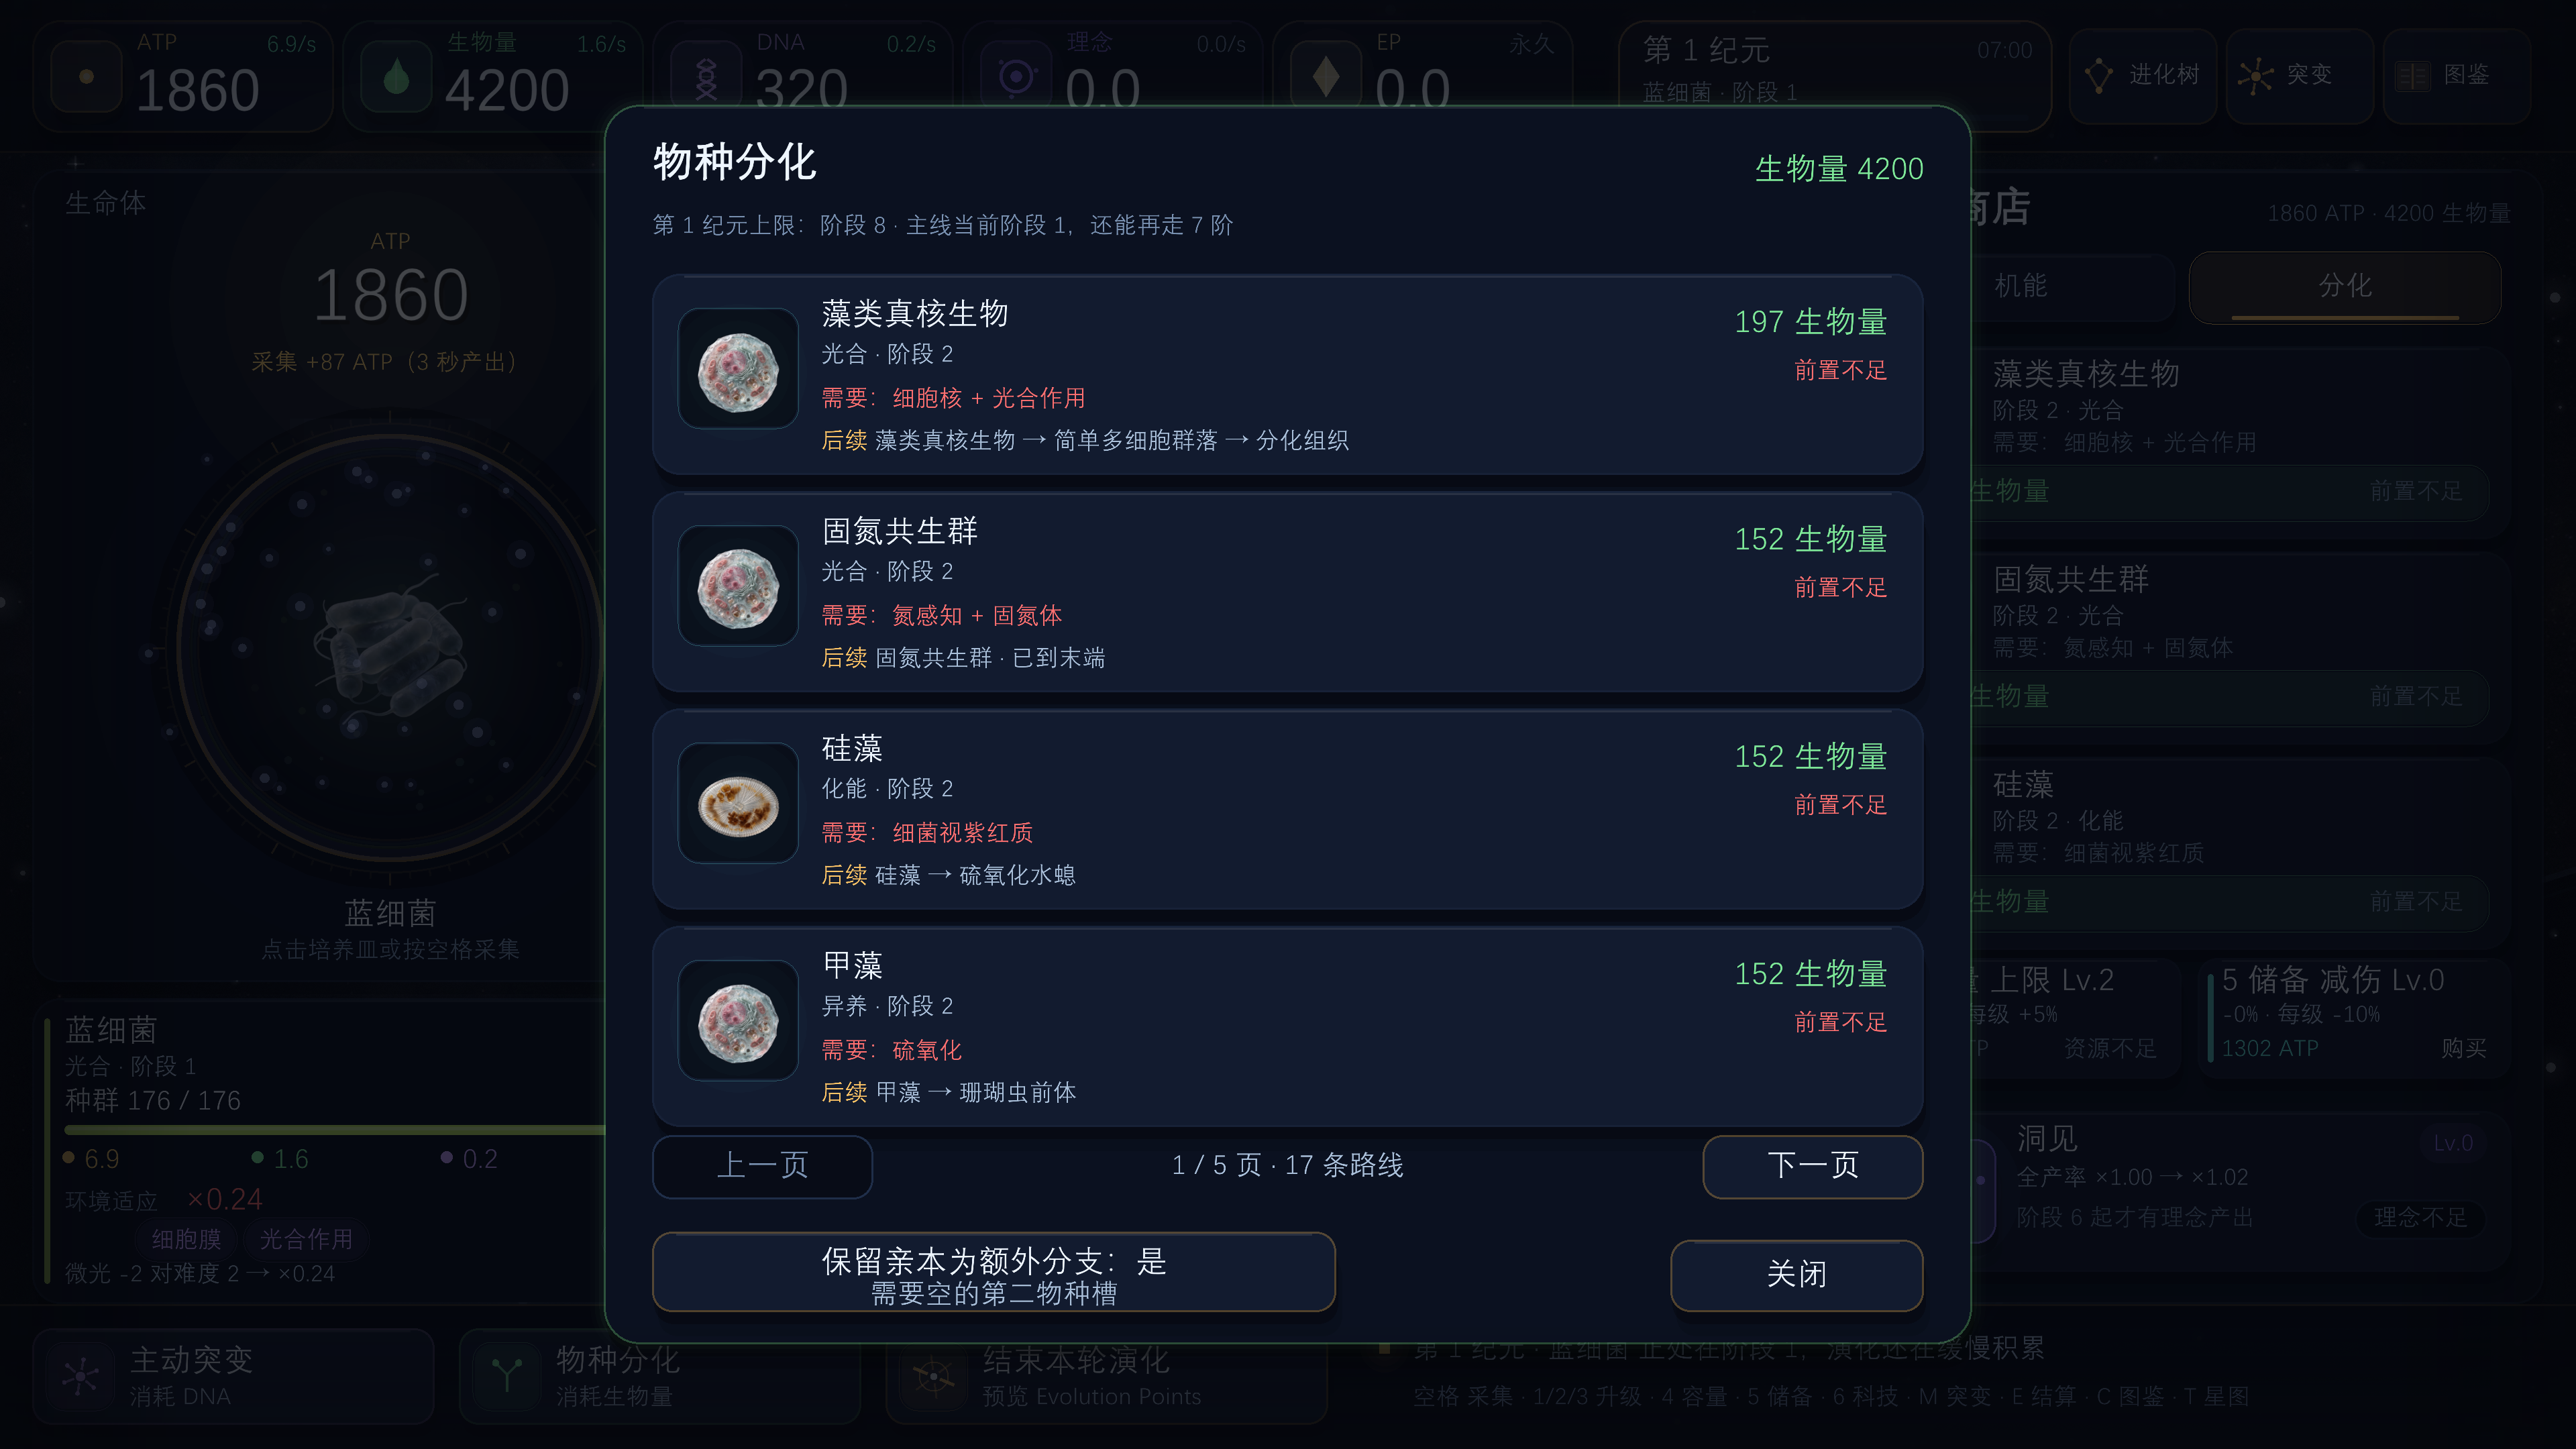 ATP
6.9/s
1860
生物量
1.6/s
4200
DNA
0.2/s
320
理念
0.0/s
0.0
EP
永久
0.0
第 1 纪元
07:00
蓝细菌 · 阶段 1
进化树
突变
图鉴
生命体
ATP
1860
采集 +87 ATP（3 秒产出）
蓝细菌
点击培养皿或按空格采集
蓝细菌
光合 · 阶段 1
种群 176 / 176
6.9
1.6
0.2
环境适应 ×0.24
细胞膜
光合作用
微光 -2 对难度 2 → ×0.24
物种分化
生物量 4200
第 1 纪元上限：阶段 8 · 主线当前阶段 1，还能再走 7 阶
藻类真核生物
197 生物量
光合 · 阶段 2
前置不足
需要：细胞核 + 光合作用
后续 藻类真核生物 → 简单多细胞群落 → 分化组织
固氮共生群
152 生物量
光合 · 阶段 2
前置不足
需要：氮感知 + 固氮体
后续 固氮共生群 · 已到末端
硅藻
152 生物量
化能 · 阶段 2
前置不足
需要：细菌视紫红质
后续 硅藻 → 硫氧化水螅
甲藻
152 生物量
异养 · 阶段 2
前置不足
需要：硫氧化
后续 甲藻 → 珊瑚虫前体
上一页
1 / 5 页 · 17 条路线
下一页
保留亲本为额外分支：是
需要空的第二物种槽
关闭
商店
1860 ATP · 4200 生物量
机能
分化
藻类真核生物
阶段 2 · 光合
需要：细胞核 + 光合作用
生物量
前置不足
固氮共生群
阶段 2 · 光合
需要：氮感知 + 固氮体
生物量
前置不足
硅藻
阶段 2 · 化能
需要：细菌视紫红质
生物量
前置不足
上限 Lv.2
每级 +5%
资源不足
5 储备 减伤 Lv.0
-0% · 每级 -10%
1302 ATP
购买
洞见
Lv.0
全产率 ×1.00 → ×1.02
阶段 6 起才有理念产出
理念不足
主动突变
消耗 DNA
物种分化
消耗生物量
结束本轮演化
预览 Evolution Points
第 1 纪元 · 蓝细菌 正处在阶段 1，演化还在缓慢积累
空格 采集 · 1/2/3 升级 · 4 容量 · 5 储备 · 6 科技 · M 突变 · E 结算 · C 图鉴 · T 星图